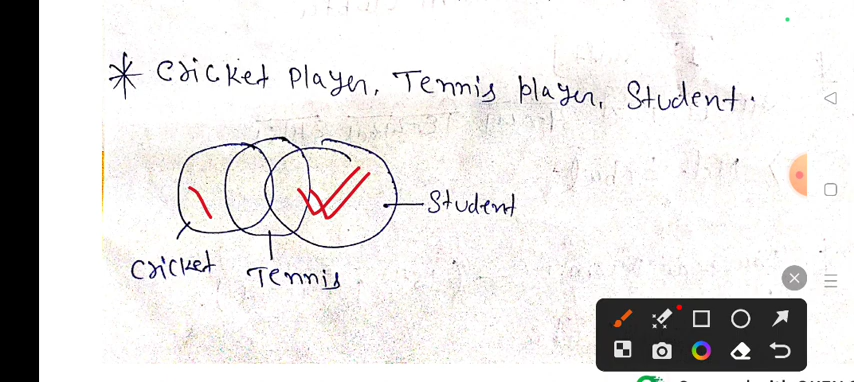 * Cricket Player, Tennis player, Student.
Student
Cricket
Tennis